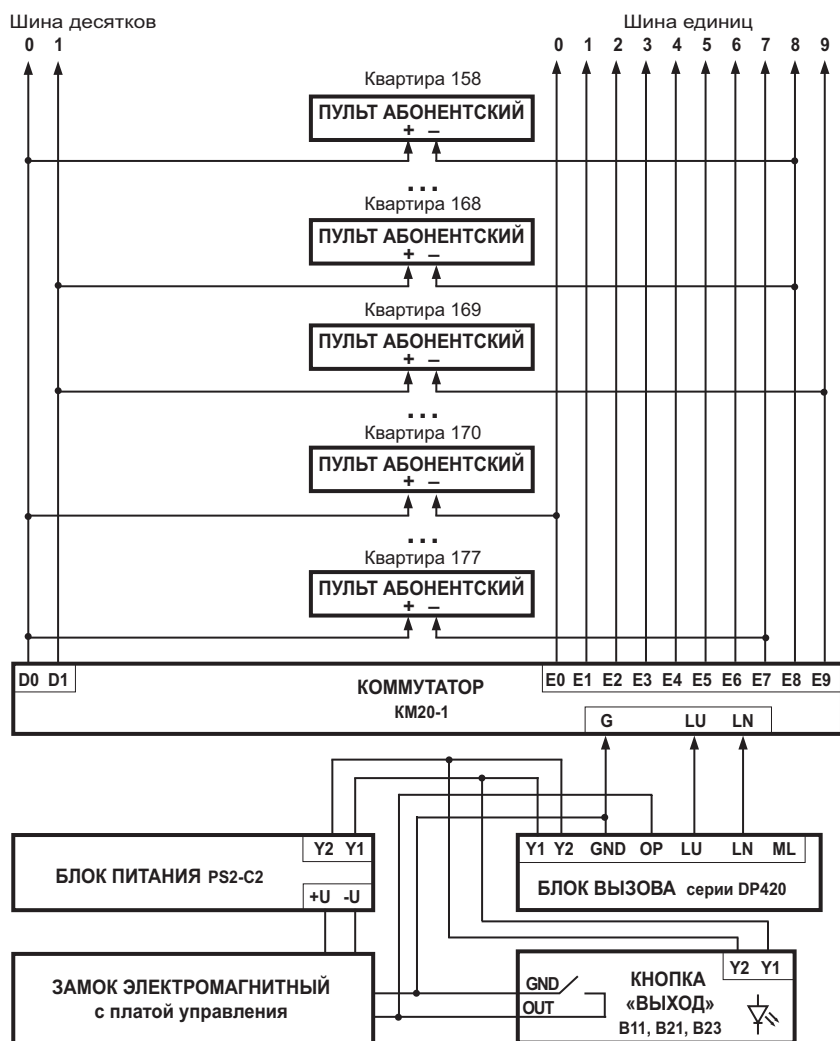 Шина десятков
Шина единиц
0 1
0 1 2 3 4 5 6 7 8 9
Квартира 158
ПУЛЬТ АБОНЕНТСКИЙ
+ –
...
Квартира 168
ПУЛЬТ АБОНЕНТСКИЙ
+ –
Квартира 169
ПУЛЬТ АБОНЕНТСКИЙ
+ –
...
Квартира 170
ПУЛЬТ АБОНЕНТСКИЙ
+ –
...
Квартира 177
ПУЛЬТ АБОНЕНТСКИЙ
+ –
D0 D1
E0 E1 E2 E3 E4 E5 E6 E7 E8 E9
КОММУТАТОР
КМ20-1
G LU LN
Y2 Y1
БЛОК ПИТАНИЯ PS2-C2
+U -U
Y1 Y2 GND OP LU LN ML
БЛОК ВЫЗОВА серии DP420
ЗАМОК ЭЛЕКТРОМАГНИТНЫЙ
с платой управления
Y2 Y1
GND
OUT
КНОПКА
«ВЫХОД»
B11, B21, B23